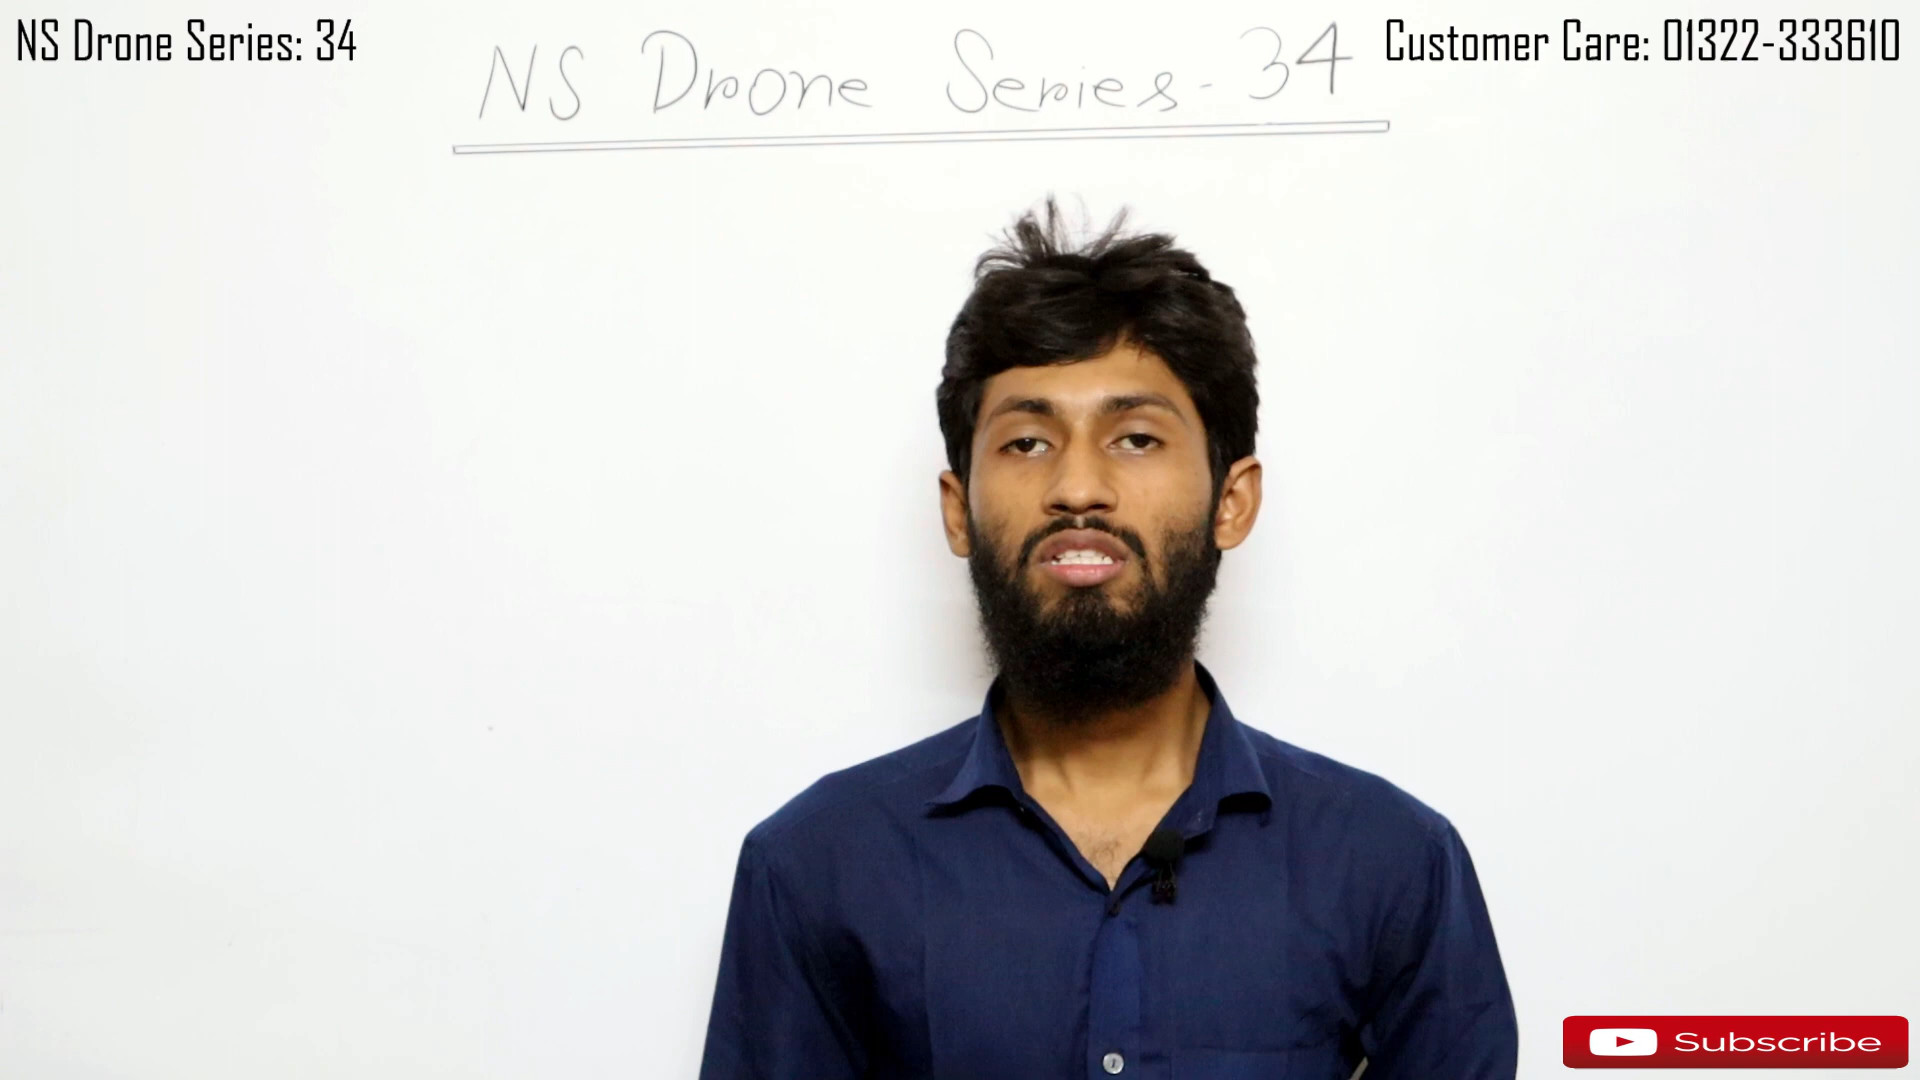 NS Drone Series: 34
NS Drone Series - 34
Customer Care: 01322-333610
Subscribe